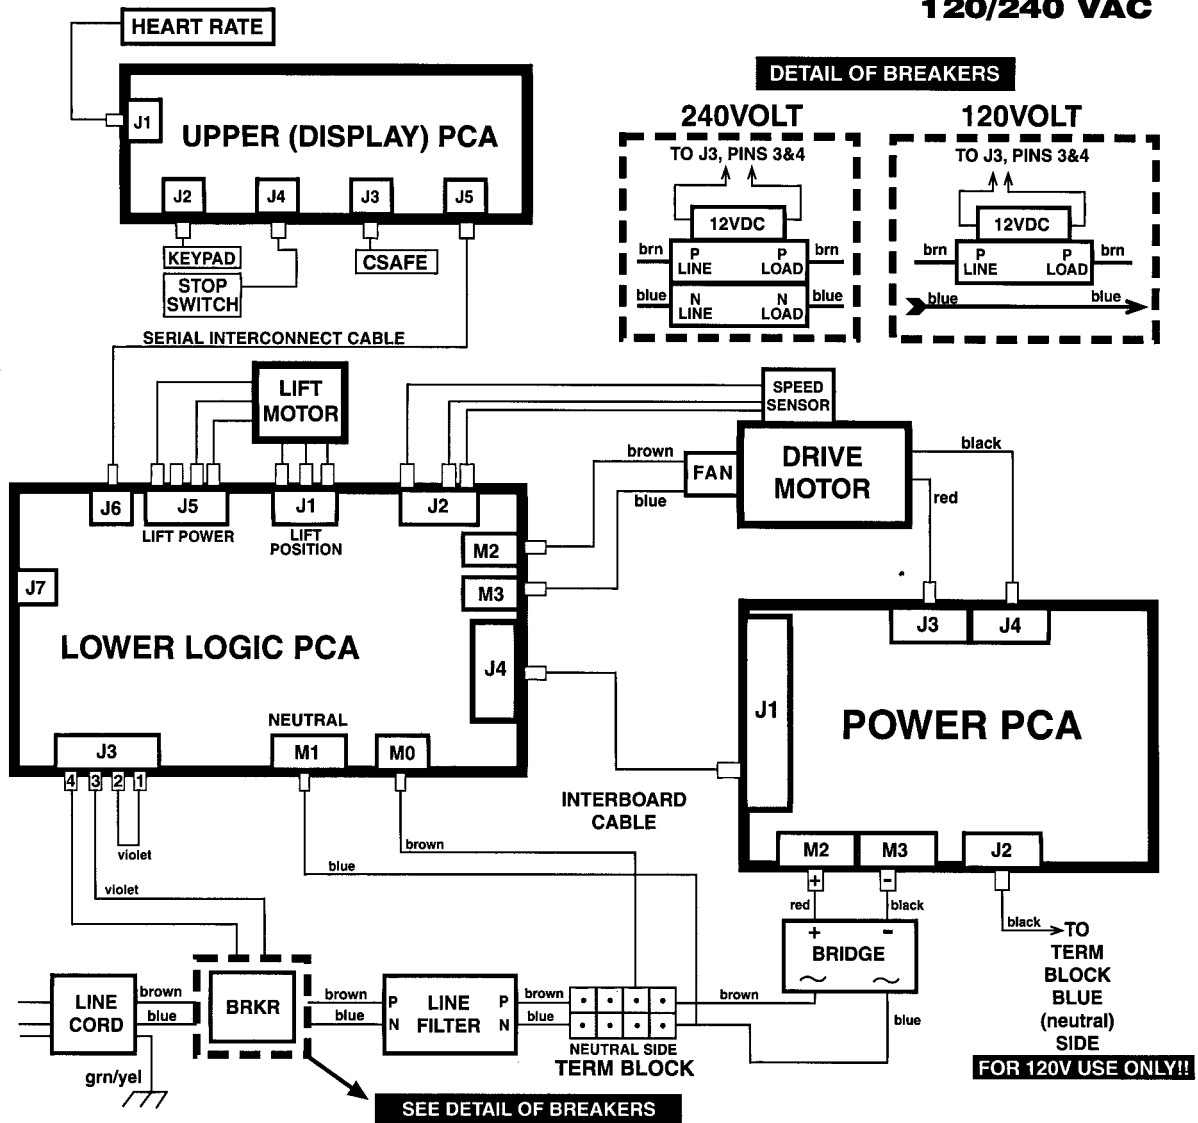 120/240 VAC
HEART RATE
J1
UPPER (DISPLAY) PCA
J2
J4
J3
J5
KEYPAD
STOP
SWITCH
CSAFE
DETAIL OF BREAKERS
240VOLT
TO J3, PINS 3&4
12VDC
brn
P
LINE
P
LOAD
brn
blue
N
LINE
N
LOAD
blue
120VOLT
TO J3, PINS 3&4
12VDC
brn
P
LINE
P
LOAD
brn
blue
blue
SERIAL INTERCONNECT CABLE
LIFT
MOTOR
SPEED
SENSOR
DRIVE
MOTOR
FAN
brown
blue
black
red
J6
J5
LIFT POWER
J1
LIFT
POSITION
J2
M2
M3
J7
J4
LOWER LOGIC PCA
NEUTRAL
J3
M1
M0
4
3
2
1
violet
violet
brown
blue
INTERBOARD
CABLE
J3
J4
J1
POWER PCA
M2
M3
J2
+
-
red
black
black
TO
TERM
BLOCK
BLUE
(neutral)
SIDE
FOR 120V USE ONLY!!
+
-
BRIDGE
~
~
blue
LINE
CORD
brown
blue
grn/yel
BRKR
brown
blue
P
N
LINE
FILTER
P
N
brown
blue
brown
NEUTRAL SIDE
TERM BLOCK
SEE DETAIL OF BREAKERS